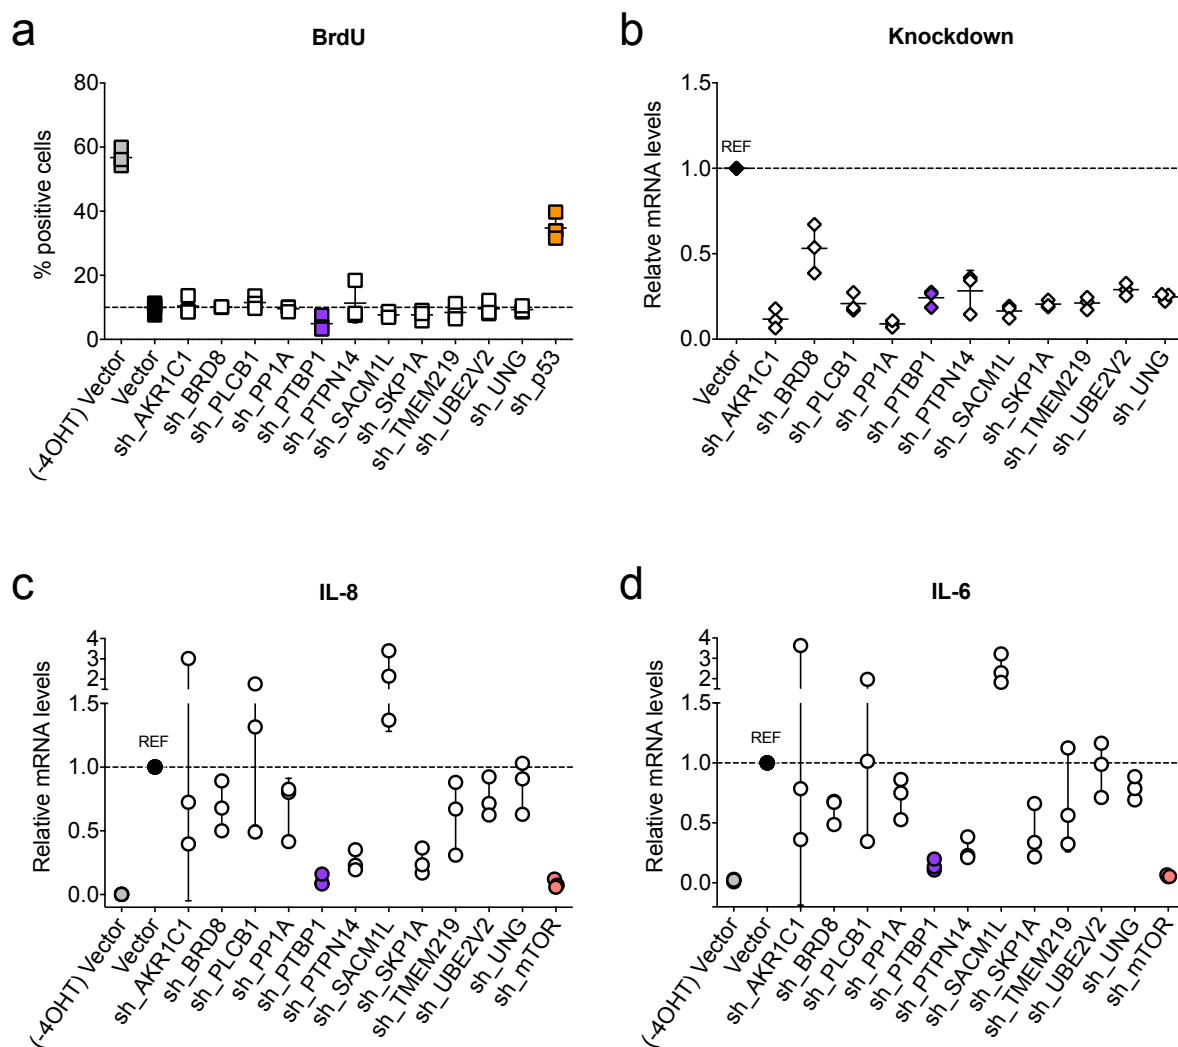 a
BrdU
% positive cells
80
60
40
20
0
(-4OHT) Vector
Vector
sh_AKR1C1
sh_BRD8
sh_PLCB1
sh_PP1A
sh_PTBP1
sh_PTPN14
sh_SACM1L
sh_SKP1A
sh_TMEM219
sh_UBE2V2
sh_UNG
sh_p53
b
Knockdown
Relatve mRNA levels
1.5
1.0
0.5
0.0
REF
Vector
sh_AKR1C1
sh_BRD8
sh_PLCB1
sh_PP1A
sh_PTBP1
sh_PTPN14
sh_SACM1L
sh_SKP1A
sh_TMEM219
sh_UBE2V2
sh_UNG
c
IL-8
Relative mRNA levels
4
3
2
1.5
1.0
0.5
0.0
REF
(-4OHT) Vector
Vector
sh_AKR1C1
sh_BRD8
sh_PLCB1
sh_PP1A
sh_PTBP1
sh_PTPN14
sh_SACM1L
sh_SKP1A
sh_TMEM219
sh_UBE2V2
sh_UNG
sh_mTOR
d
IL-6
Relative mRNA levels
4
3
2
1.5
1.0
0.5
0.0
REF
(-4OHT) Vector
Vector
sh_AKR1C1
sh_BRD8
sh_PLCB1
sh_PP1A
sh_PTBP1
sh_PTPN14
sh_SACM1L
sh_SKP1A
sh_TMEM219
sh_UBE2V2
sh_UNG
sh_mTOR